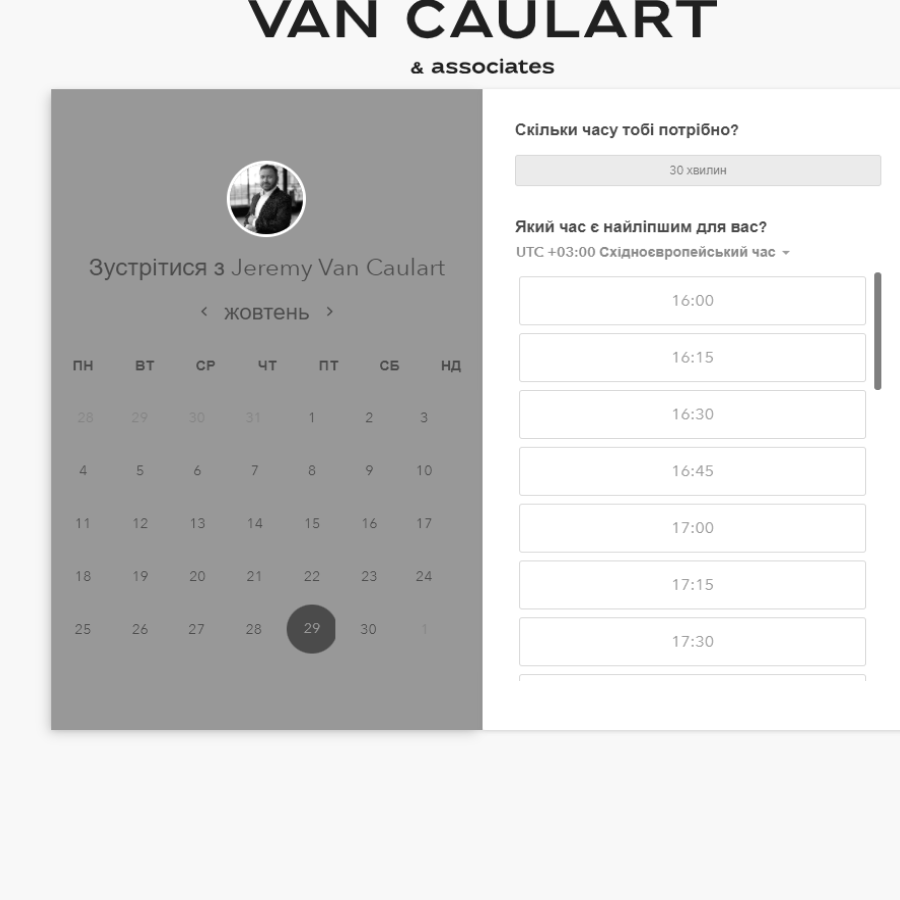 VAN CAULART
& associates
Зустрітися з Jeremy Van Caulart
жовтень
ПН ВТ СР ЧТ ПТ СБ НД
28 29 30 31 1 2 3
4 5 6 7 8 9 10
11 12 13 14 15 16 17
18 19 20 21 22 23 24
25 26 27 28 29 30 1
Скільки часу тобі потрібно?
30 хвилин
Який час є найліпшим для вас?
UTC +03:00 Східноєвропейський час
16:00
16:15
16:30
16:45
17:00
17:15
17:30